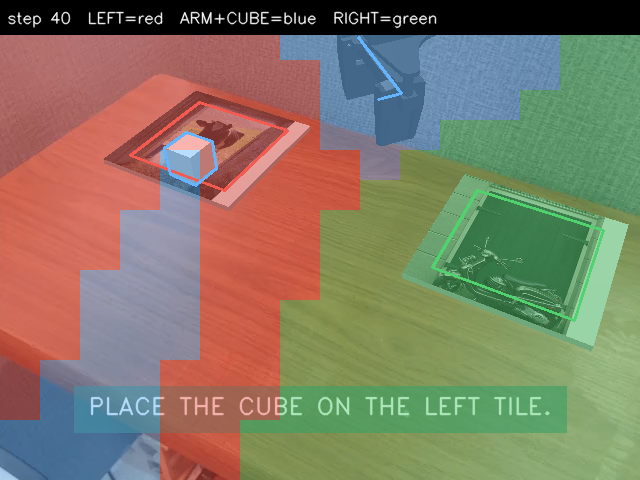 step 40 LEFT=red ARM+CUBE=blue RIGHT=green
PLACE THE CUBE ON THE LEFT TILE.